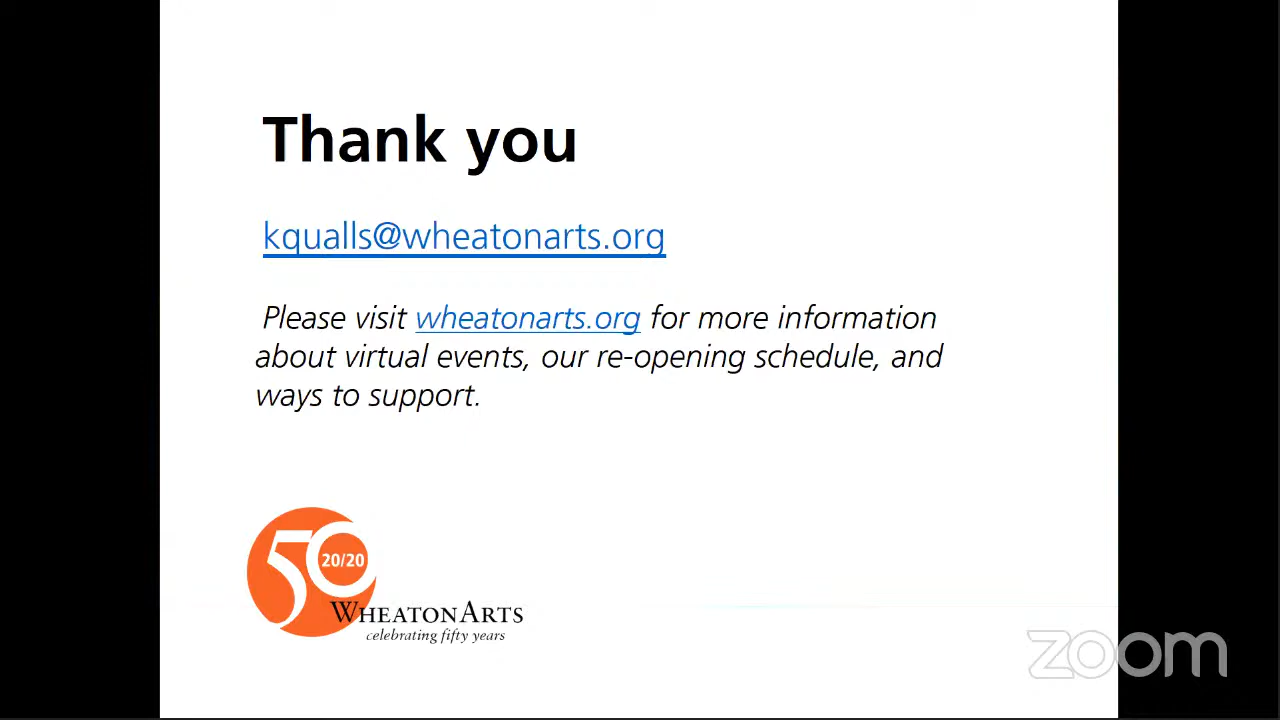 Thank you
kqualls@wheatonarts.org
Please visit wheatonarts.org for more information
about virtual events, our re-opening schedule, and
ways to support.
50
20/20
WHEATONARTS
celebrating fifty years
zoom